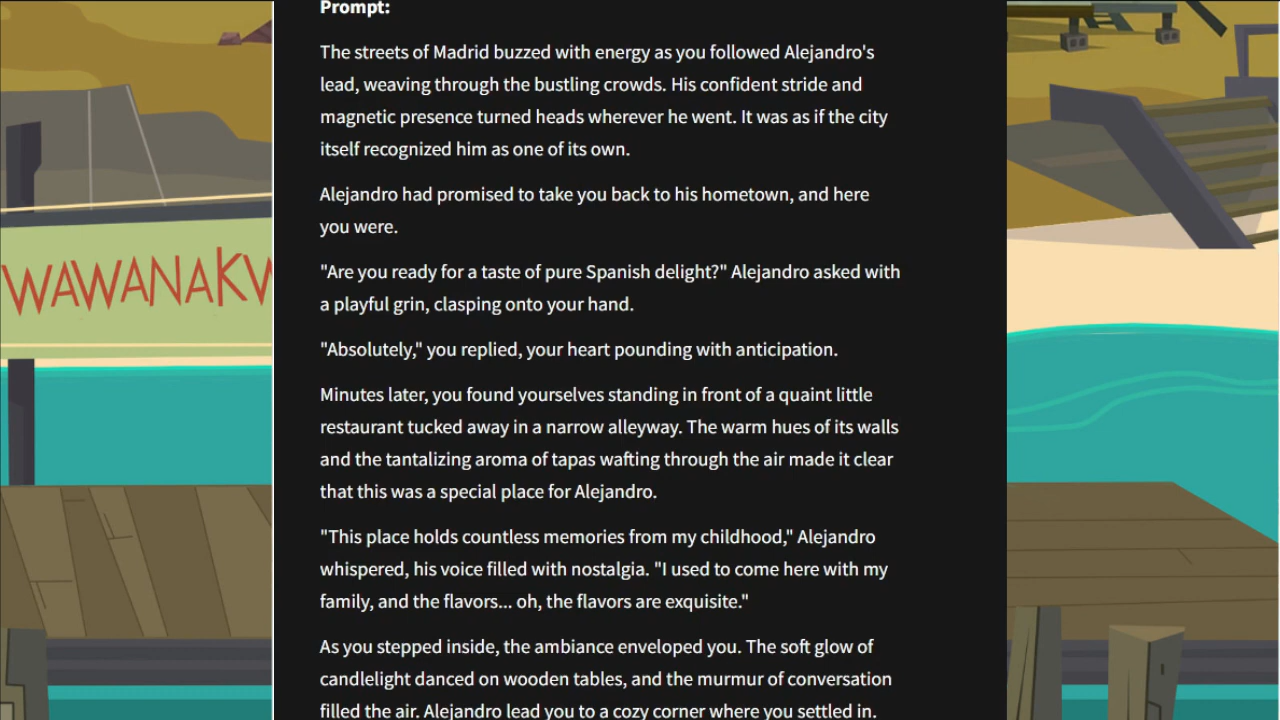 Prompt:
The streets of Madrid buzzed with energy as you followed Alejandro's
lead, weaving through the bustling crowds. His confident stride and
magnetic presence turned heads wherever he went. It was as if the city
itself recognized him as one of its own.
Alejandro had promised to take you back to his hometown, and here
you were.
"Are you ready for a taste of pure Spanish delight?" Alejandro asked with
a playful grin, clasping onto your hand.
"Absolutely," you replied, your heart pounding with anticipation.
Minutes later, you found yourselves standing in front of a quaint little
restaurant tucked away in a narrow alleyway. The warm hues of its walls
and the tantalizing aroma of tapas wafting through the air made it clear
that this was a special place for Alejandro.
"This place holds countless memories from my childhood," Alejandro
whispered, his voice filled with nostalgia. "I used to come here with my
family, and the flavors... oh, the flavors are exquisite."
As you stepped inside, the ambiance enveloped you. The soft glow of
candlelight danced on wooden tables, and the murmur of conversation
filled the air. Alejandro lead you to a cozy corner where you settled in.
WAWANAKW